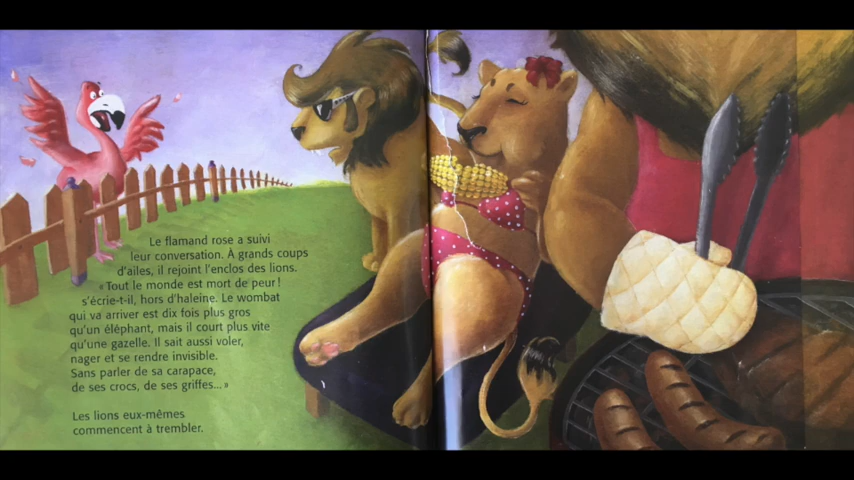 Le flamand rose a suivi
leur conversation. À grands coups
d'ailes, il rejoint l'enclos des lions.
« Tout le monde est mort de peur !
s'écrie-t-il, hors d'haleine. Le wombat
qui va arriver est dix fois plus gros
qu'un éléphant, mais il court plus vite
qu'une gazelle. Il sait aussi voler,
nager et se rendre invisible.
Sans parler de sa carapace,
de ses crocs, de ses griffes... »
Les lions eux-mêmes
commencent à trembler.